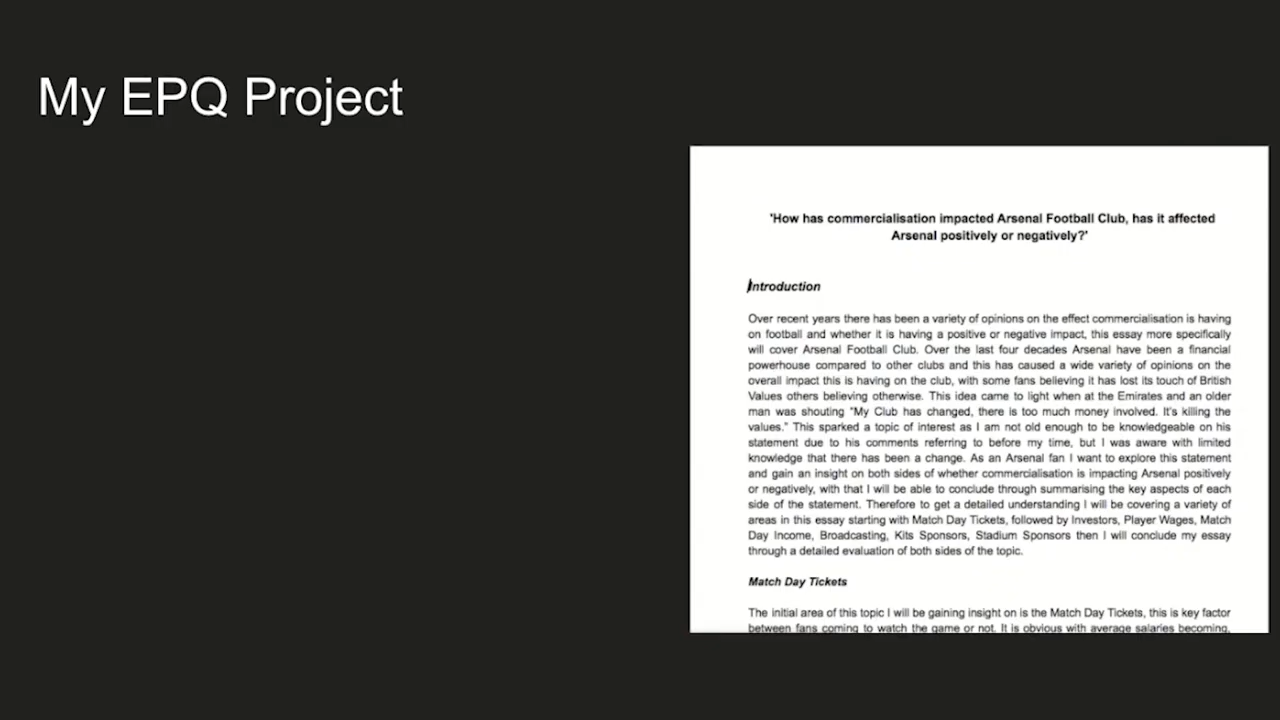 My EPQ Project
'How has commercialisation impacted Arsenal Football Club, has it affected
Arsenal positively or negatively?'
Introduction
Over recent years there has been a variety of opinions on the effect commercialisation is having
on football and whether it is having a positive or negative impact, this essay more specifically
will cover Arsenal Football Club. Over the last four decades Arsenal have been a financial
powerhouse compared to other clubs and this has caused a wide variety of opinions on the
overall impact this is having on the club, with some fans believing it has lost its touch of British
Values others believing otherwise. This idea came to light when at the Emirates and an older
man was shouting "My Club has changed, there is too much money involved. It's killing the
values." This sparked a topic of interest as I am not old enough to be knowledgeable on his
statement due to his comments referring to before my time, but I was aware with limited
knowledge that there has been a change. As an Arsenal fan I want to explore this statement
and gain an insight on both sides of whether commercialisation is impacting Arsenal positively
or negatively, with that I will be able to conclude through summarising the key aspects of each
side of the statement. Therefore to get a detailed understanding I will be covering a variety of
areas in this essay starting with Match Day Tickets, followed by Investors, Player Wages, Match
Day Income, Broadcasting, Kits Sponsors, Stadium Sponsors then I will conclude my essay
through a detailed evaluation of both sides of the topic.
Match Day Tickets
The initial area of this topic I will be gaining insight on is the Match Day Tickets, this is key factor
between fans coming to watch the game or not. It is obvious with average salaries becoming,